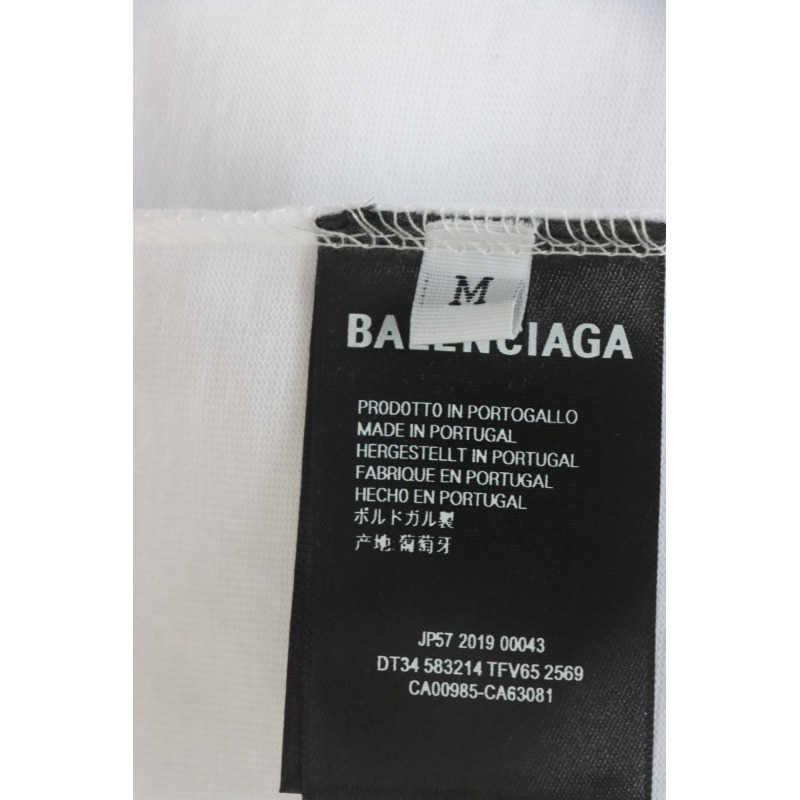 M
BALENCIAGA
PRODOTTO IN PORTOGALLO
MADE IN PORTUGAL
HERGESTELLT IN PORTUGAL
FABRIQUE EN PORTUGAL
HECHO EN PORTUGAL
ボルドガル製
产地:葡萄牙
JP57 2019 00043
DT34 583214 TFV65 2569
CA00985-CA63081